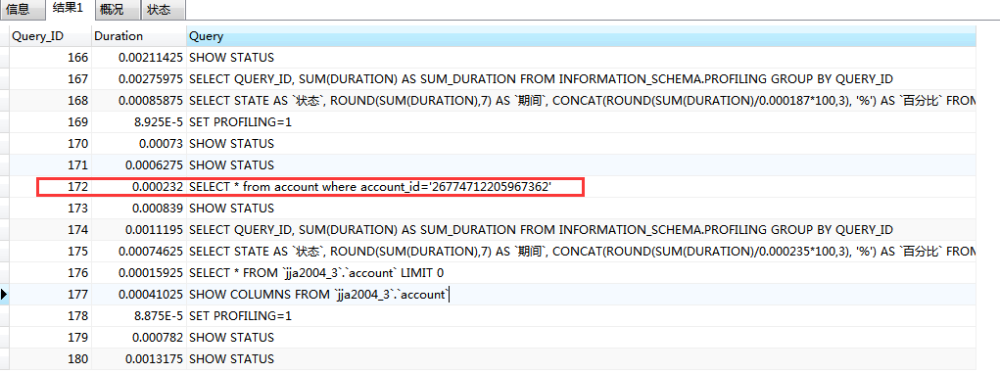 信息 结果1 概况 状态
Query_ID Duration Query
166 0.00211425 SHOW STATUS
167 0.00275975 SELECT QUERY_ID, SUM(DURATION) AS SUM_DURATION FROM INFORMATION_SCHEMA.PROFILING GROUP BY QUERY_ID
168 0.00085875 SELECT STATE AS `状态`, ROUND(SUM(DURATION),7) AS `期间`, CONCAT(ROUND(SUM(DURATION)/0.000187*100,3), '%') AS `百分比` FROM
169 8.925E-5 SET PROFILING=1
170 0.00073 SHOW STATUS
171 0.0006275 SHOW STATUS
172 0.000232 SELECT * from account where account_id='26774712205967362'
173 0.000839 SHOW STATUS
174 0.0011195 SELECT QUERY_ID, SUM(DURATION) AS SUM_DURATION FROM INFORMATION_SCHEMA.PROFILING GROUP BY QUERY_ID
175 0.00074625 SELECT STATE AS `状态`, ROUND(SUM(DURATION),7) AS `期间`, CONCAT(ROUND(SUM(DURATION)/0.000235*100,3), '%') AS `百分比` FROM
176 0.00015925 SELECT * FROM `jja2004_3`.`account` LIMIT 0
177 0.00041025 SHOW COLUMNS FROM `jja2004_3`.`account`
178 8.875E-5 SET PROFILING=1
179 0.000782 SHOW STATUS
180 0.0013175 SHOW STATUS